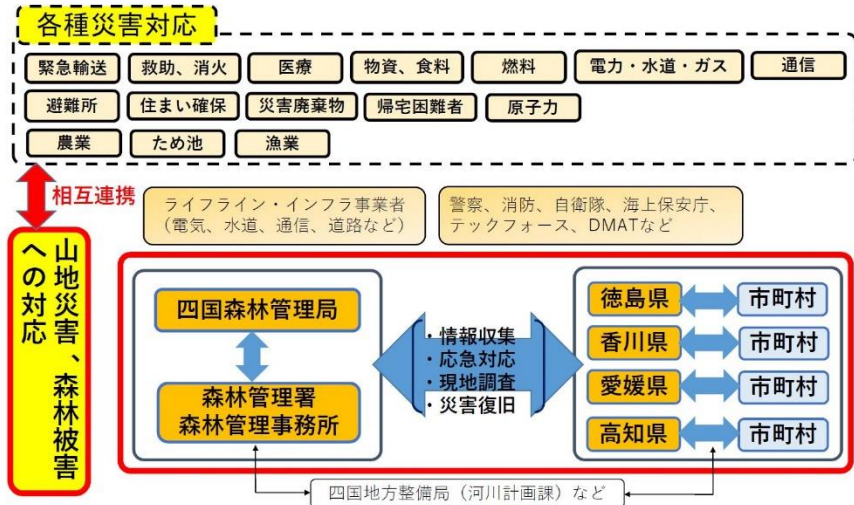 各種災害対応
緊急輸送
救助、消火
医療
物資、食料
燃料
電力・水道・ガス
通信
避難所
住まい確保
災害廃棄物
帰宅困難者
原子力
農業
ため池
漁業
相互連携
ライフライン・インフラ事業者
(電気、水道、通信、道路など)
警察、消防、自衛隊、海上保安庁、
テックフォース、DMATなど
山地災害、森林被害
への対応
四国森林管理局
森林管理署
森林管理事務所
・情報収集
・応急対応
・現地調査
・災害復旧
徳島県
市町村
香川県
市町村
愛媛県
市町村
高知県
市町村
四国地方整備局(河川計画課)など